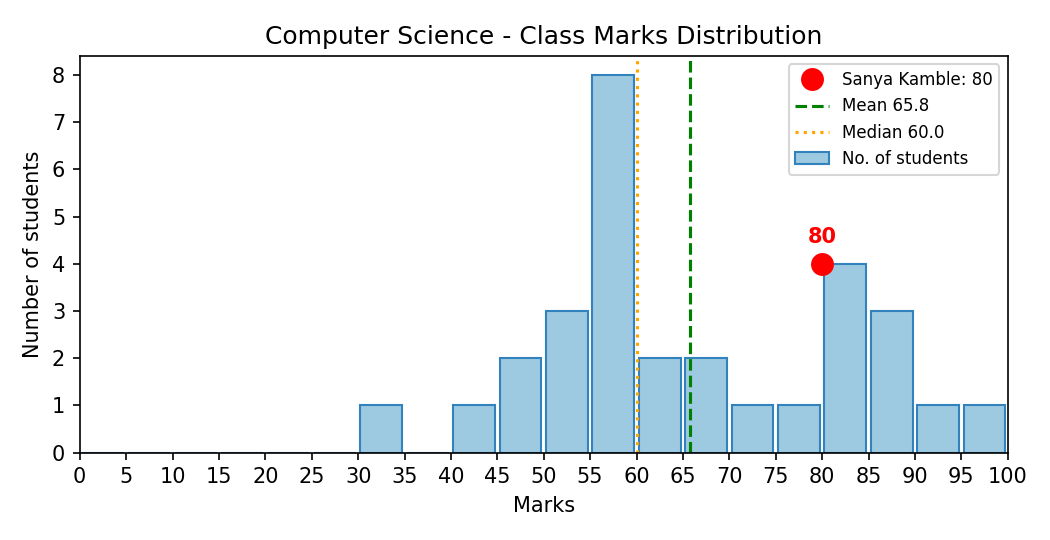 Computer Science - Class Marks Distribution
Number of students
8
7
6
5
4
3
2
1
0
Sanya Kamble: 80
Mean 65.8
Median 60.0
No. of students
80
0 5 10 15 20 25 30 35 40 45 50 55 60 65 70 75 80 85 90 95 100
Marks